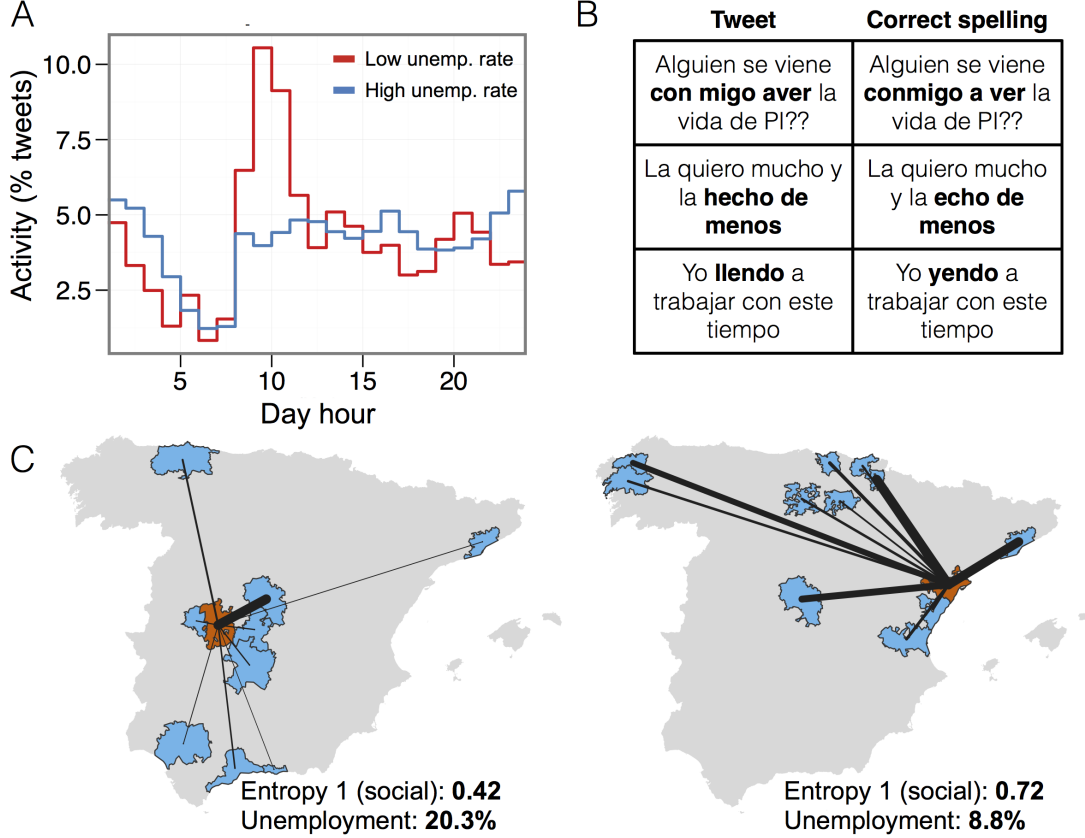 A
Low unemp. rate
High unemp. rate
Activity (% tweets)
10.0
7.5
5.0
2.5
5
10
15
20
Day hour
B
Tweet
Correct spelling
Alguien se viene
con migo aver la
vida de PI??
Alguien se viene
conmigo a ver la
vida de PI??
La quiero mucho y
la hecho de
menos
La quiero mucho
y la echo de
menos
Yo llendo a
trabajar con este
tiempo
Yo yendo a
trabajar con este
tiempo
C
Entropy 1 (social): 0.42
Unemployment: 20.3%
Entropy 1 (social): 0.72
Unemployment: 8.8%